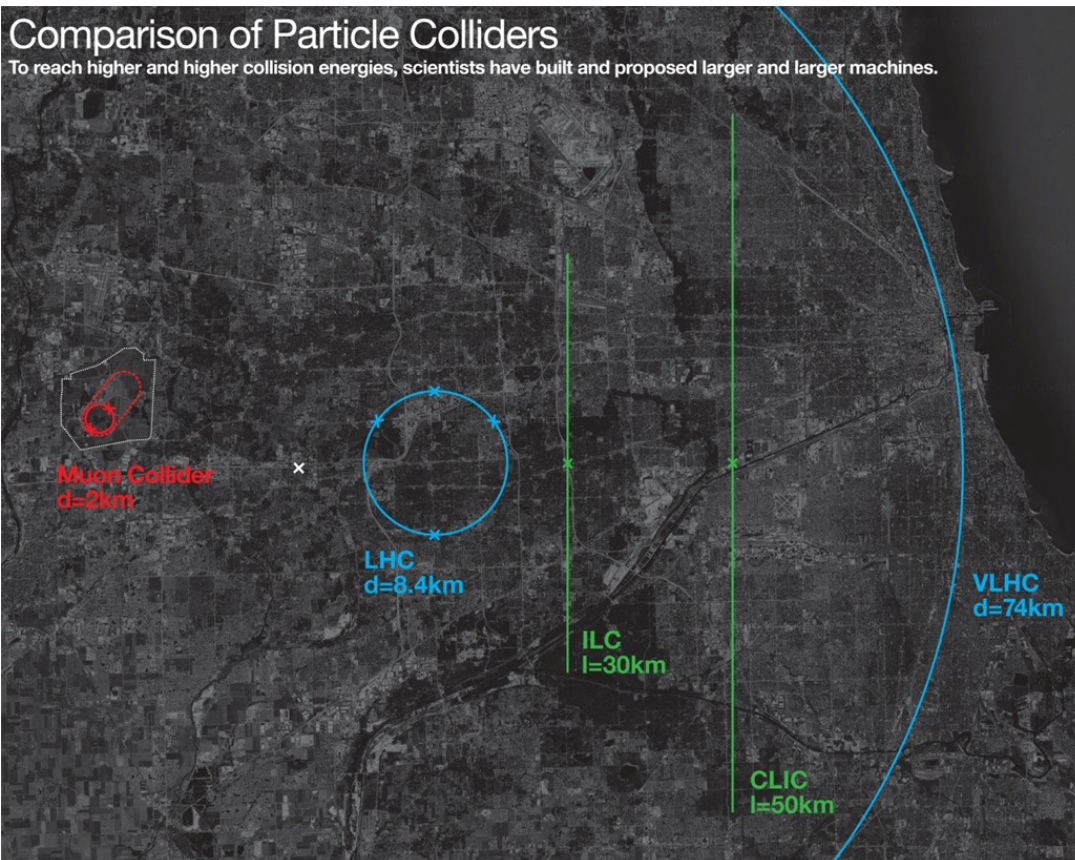 Comparison of Particle Colliders
To reach higher and higher collision energies, scientists have built and proposed larger and larger machines.
Muon Collider
d=2km
LHC
d=8.4km
ILC
l=30km
CLIC
l=50km
VLHC
d=74km